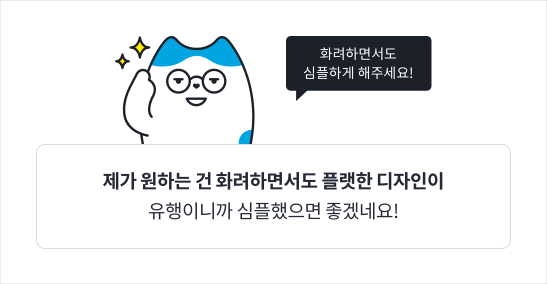 화려하면서도
심플하게 해주세요!
제가 원하는 건 화려하면서도 플랫한 디자인이
유행이니까 심플했으면 좋겠네요!